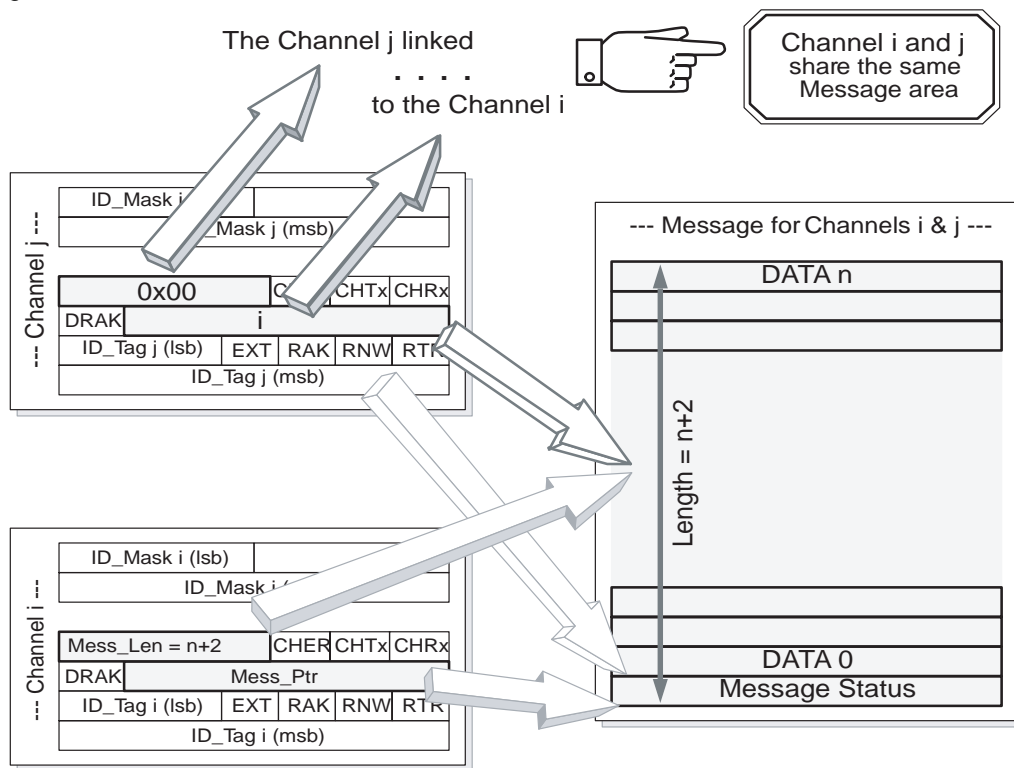 The Channel j linked
. . . .
to the Channel i
Channel i and j
share the same
Message area
--- Channel j ---
ID_Mask j
Mask j (msb)
0x00 CHTx CHRx
DRAK i
ID_Tag j (lsb) EXT RAK RNW RTR
ID_Tag j (msb)
--- Channel i ---
ID_Mask i (lsb)
ID_Mask i
Mess_Len = n+2 CHER CHTx CHRx
DRAK Mess_Ptr
ID_Tag i (lsb) EXT RAK RNW RTR
ID_Tag i (msb)
--- Message for Channels i & j ---
DATA n
Length = n+2
DATA 0
Message Status